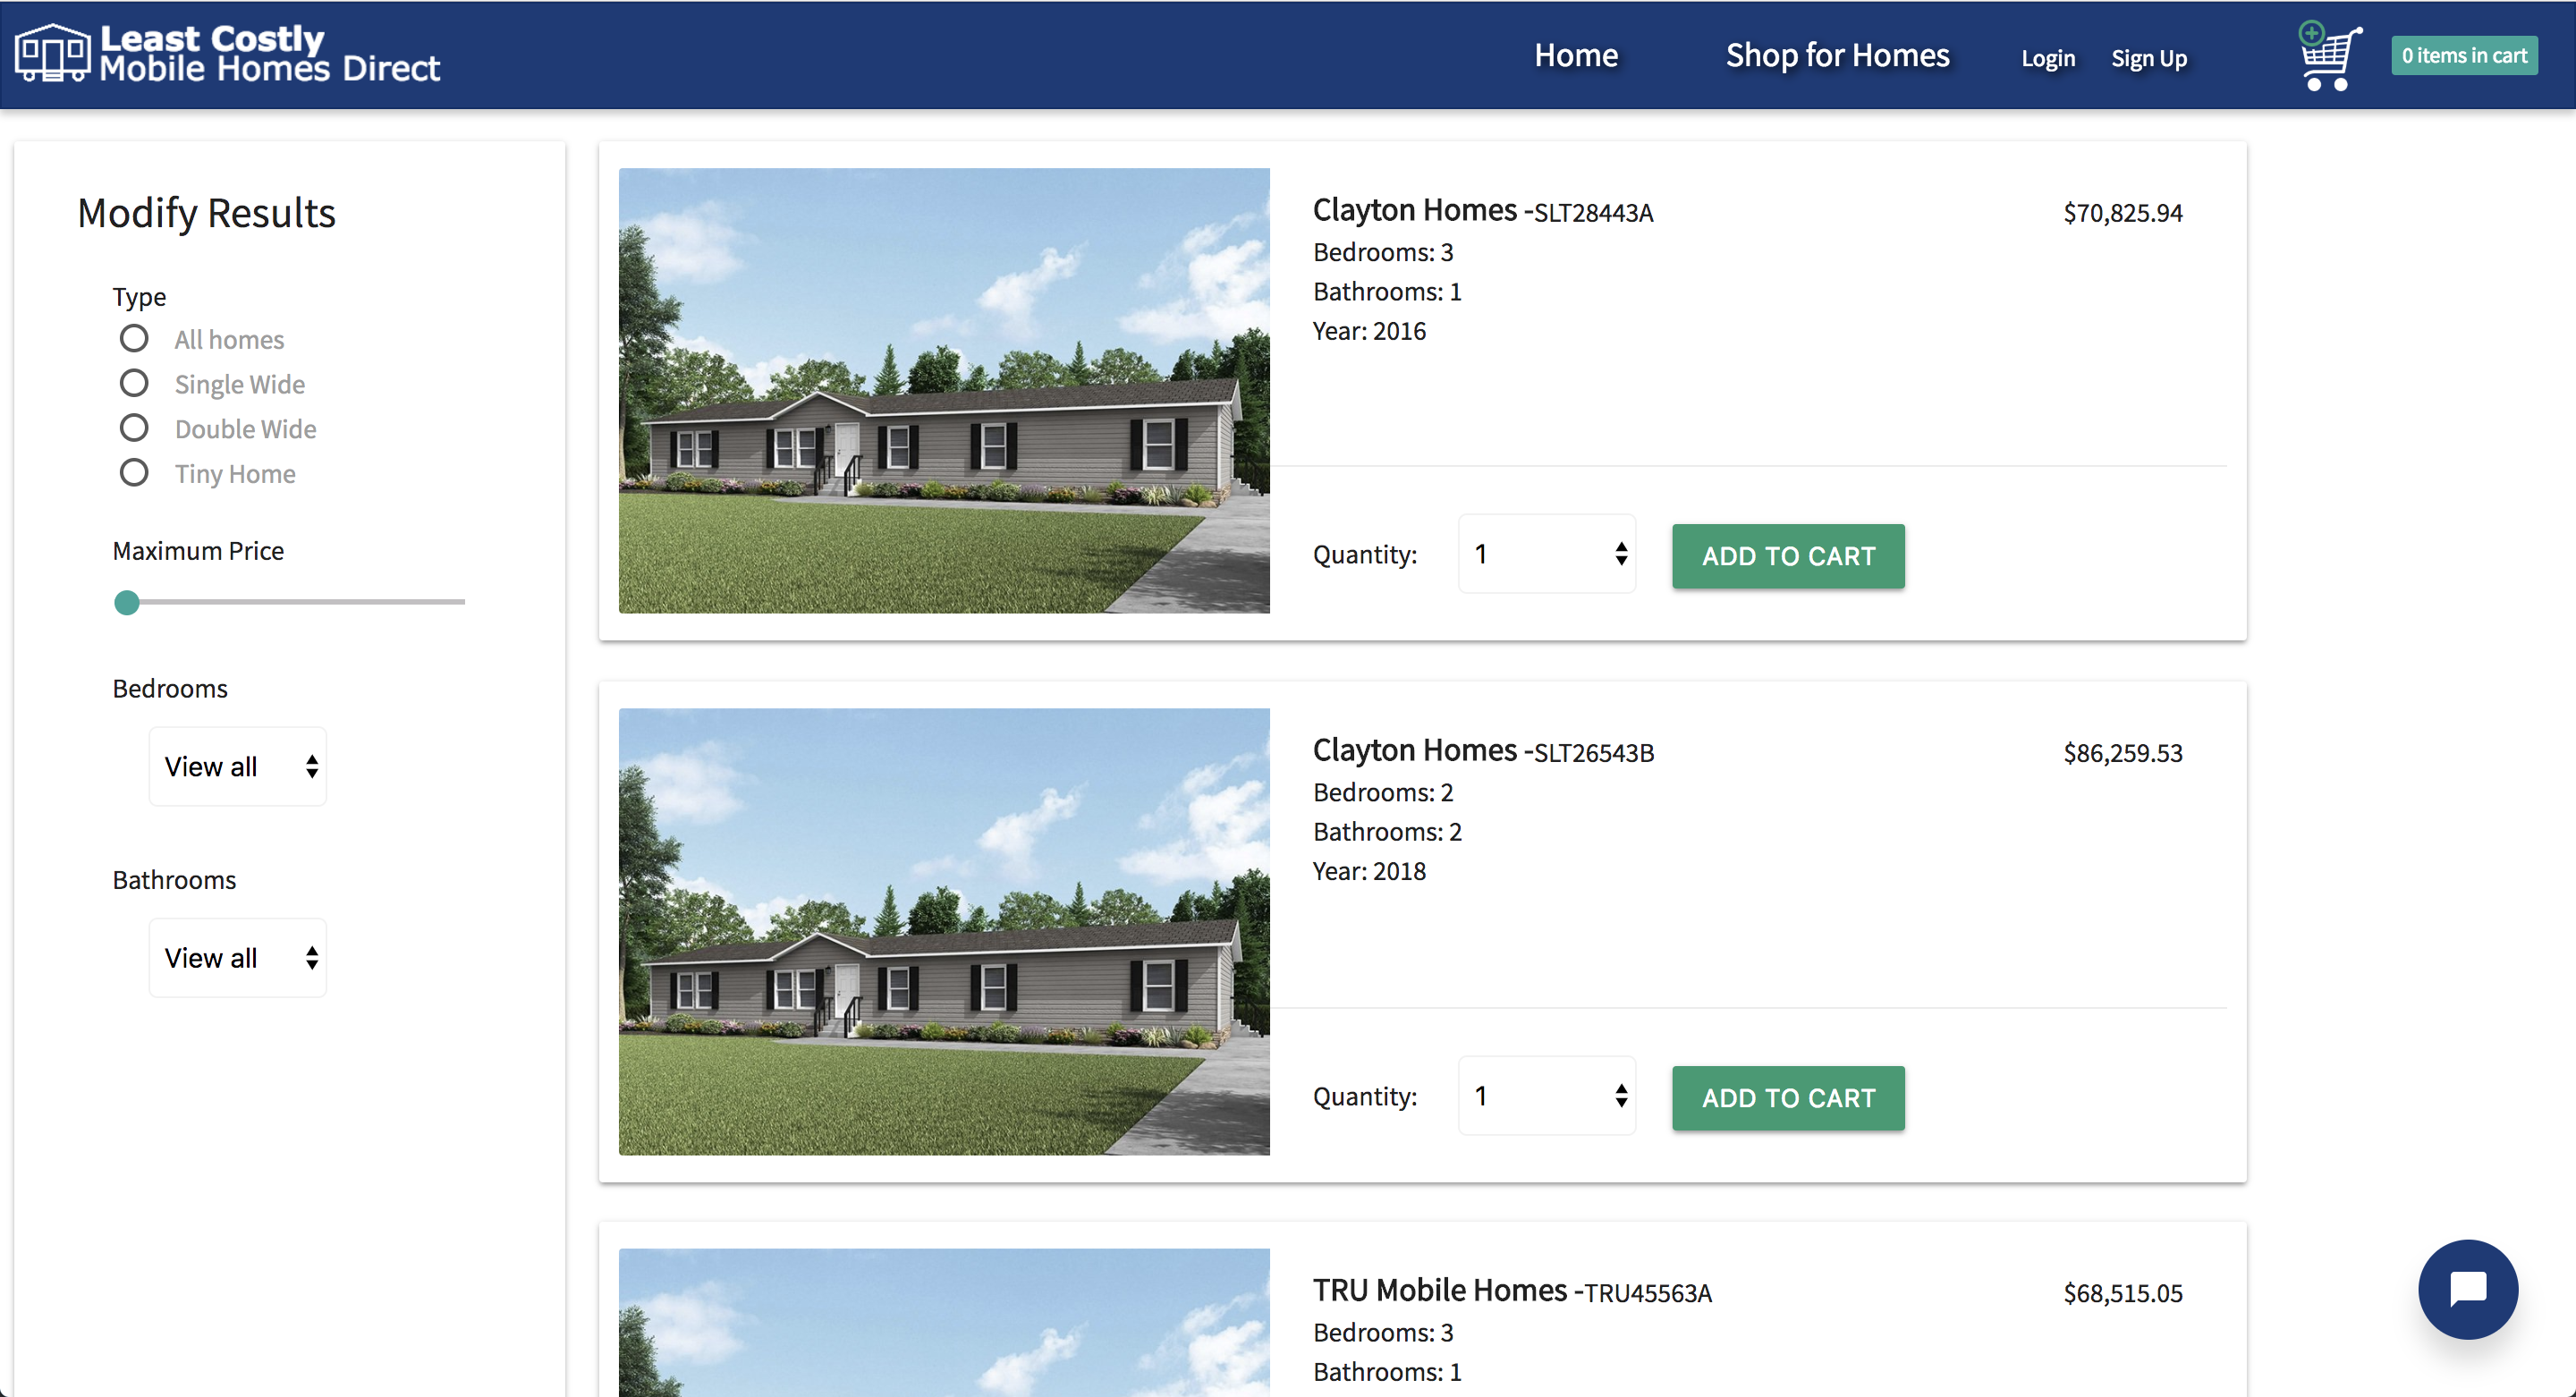 Least Costly
Mobile Homes Direct
Home
Shop for Homes
Login
Sign Up
0 items in cart
Modify Results
Type
All homes
Single Wide
Double Wide
Tiny Home
Maximum Price
Bedrooms
View all
Bathrooms
View all
Clayton Homes -SLT28443A
$70,825.94
Bedrooms: 3
Bathrooms: 1
Year: 2016
Quantity:
1
ADD TO CART
Clayton Homes -SLT26543B
$86,259.53
Bedrooms: 2
Bathrooms: 2
Year: 2018
Quantity:
1
ADD TO CART
TRU Mobile Homes -TRU45563A
$68,515.05
Bedrooms: 3
Bathrooms: 1